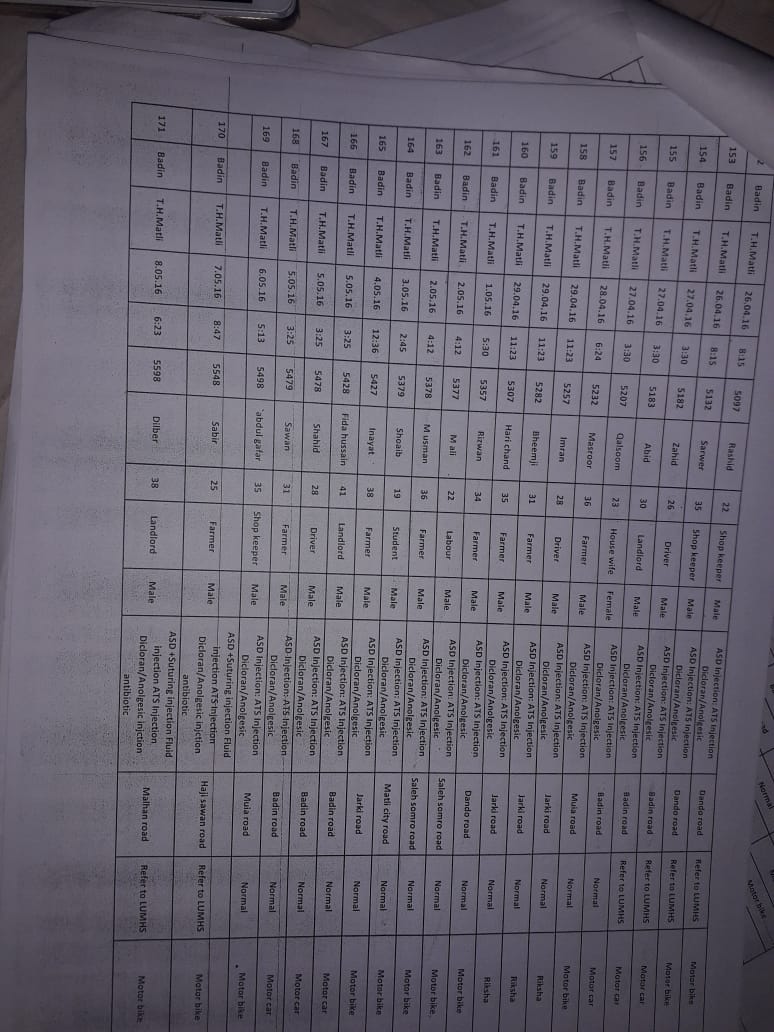 Normal
Motor bike
2 Badin T.H.Matli 26.04.16 8:15 5097 Rashid 22 Shop keeper Male ASD Injection: ATS Injection Dando road Refer to LUMHS Motor bike
Dicloran/Anolgesic
153 Badin T.H.Matli 26.04.16 8:15 5132 Sarwer 35 Shop keeper Male ASD Injection: ATS Injection Dando road Refer to LUMHS Motor bike
Dicloran/Anolgesic
154 Badin T.H.Matli 27.04.16 3:30 5182 Zahid 26 Driver Male ASD Injection: ATS Injection Badin road Refer to LUMHS Motor car
Dicloran/Anolgesic
155 Badin T.H.Matli 27.04.16 3:30 5183 Abid 30 Landlord Male ASD Injection: ATS Injection Badin road Refer to LUMHS Motor car
Dicloran/Anolgesic
156 Badin T.H.Matli 27.04.16 3:30 5207 Qalsoom 23 House wife Female ASD Injection: ATS Injection Badin road Normal Motor car
Dicloran/Anolgesic
157 Badin T.H.Matli 28.04.16 6:24 5232 Masroor 36 Farmer Male ASD Injection: ATS Injection Muia road Normal Motor bike
Dicloran/Anolgesic
158 Badin T.H.Matli 29.04.16 11:23 5257 Imran 28 Driver Male ASD Injection: ATS Injection Jarki road Normal Riksha
Dicloran/Anolgesic
159 Badin T.H.Matli 29.04.16 11:23 5282 Bheemji 31 Farmer Male ASD Injection: ATS Injection Jarki road Normal Riksha
Dicloran/Anolgesic
160 Badin T.H.Matli 29.04.16 11:23 5307 Hari chand 35 Farmer Male ASD Injection: ATS Injection Jarki road Normal Riksha
Dicloran/Anolgesic
161 Badin T.H.Matli 1.05.16 5:30 5357 Rizwan 34 Farmer Male ASD Injection: ATS Injection Dando road Normal Motor bike
Dicloran/Anolgesic
162 Badin T.H.Matli 2.05.16 4:12 5377 M ali 22 Labour Male ASD Injection: ATS Injection Saleh somro road Normal Motor bike
Dicloran/Anolgesic
163 Badin T.H.Matli 2.05.16 4:12 5378 M usman 36 Farmer Male ASD Injection: ATS Injection Saleh somro road Normal Motor bike
Dicloran/Anolgesic
164 Badin T.H.Matli 3.05.16 2:45 5379 Shoaib 19 Student Male ASD Injection: ATS Injection Matli city road Normal Motor bike
Dicloran/Anolgesic
165 Badin T.H.Matli 4.05.16 12:36 5427 Inayat 38 Farmer Male ASD Injection: ATS Injection Jarki road Normal Motor bike
Dicloran/Anolgesic
166 Badin T.H.Matli 5.05.16 3:25 5428 Fida hussain 41 Landlord Male ASD Injection: ATS Injection Badin road Normal Motor car
Dicloran/Anolgesic
167 Badin T.H.Matli 5.05.16 3:25 5478 Shahid 28 Driver Male ASD Injection: ATS Injection Badin road Normal Motor car
Dicloran/Anolgesic
168 Badin T.H.Matli 5.05.16 3:25 5479 Sawan 31 Farmer Male ASD Injection: ATS Injection Badin road Normal Motor car
Dicloran/Anolgesic
169 Badin T.H.Matli 6.05.16 5:13 5498 `abdul gafar 35 Shop keeper Male ASD Injection: ATS Injection Muia road Normal Motor bike
Dicloran/Anolgesic
170 Badin T.H.Matli 7.05.16 8:47 5548 Sabir 25 Farmer Male ASD +Suturing injection Fluid Haji sawan road Refer to LUMHS Motor bike
injection ATS Injection
Dicloran/Anolgesic injction
antibiotic
171 Badin T.H.Matli 8.05.16 6:23 5598 Dilber 38 Landlord Male ASD +Suturing injection Fluid Malhan road Refer to LUMHS Motor bike
injection ATS Injection
Dicloran/Anolgesic injction
antibiotic